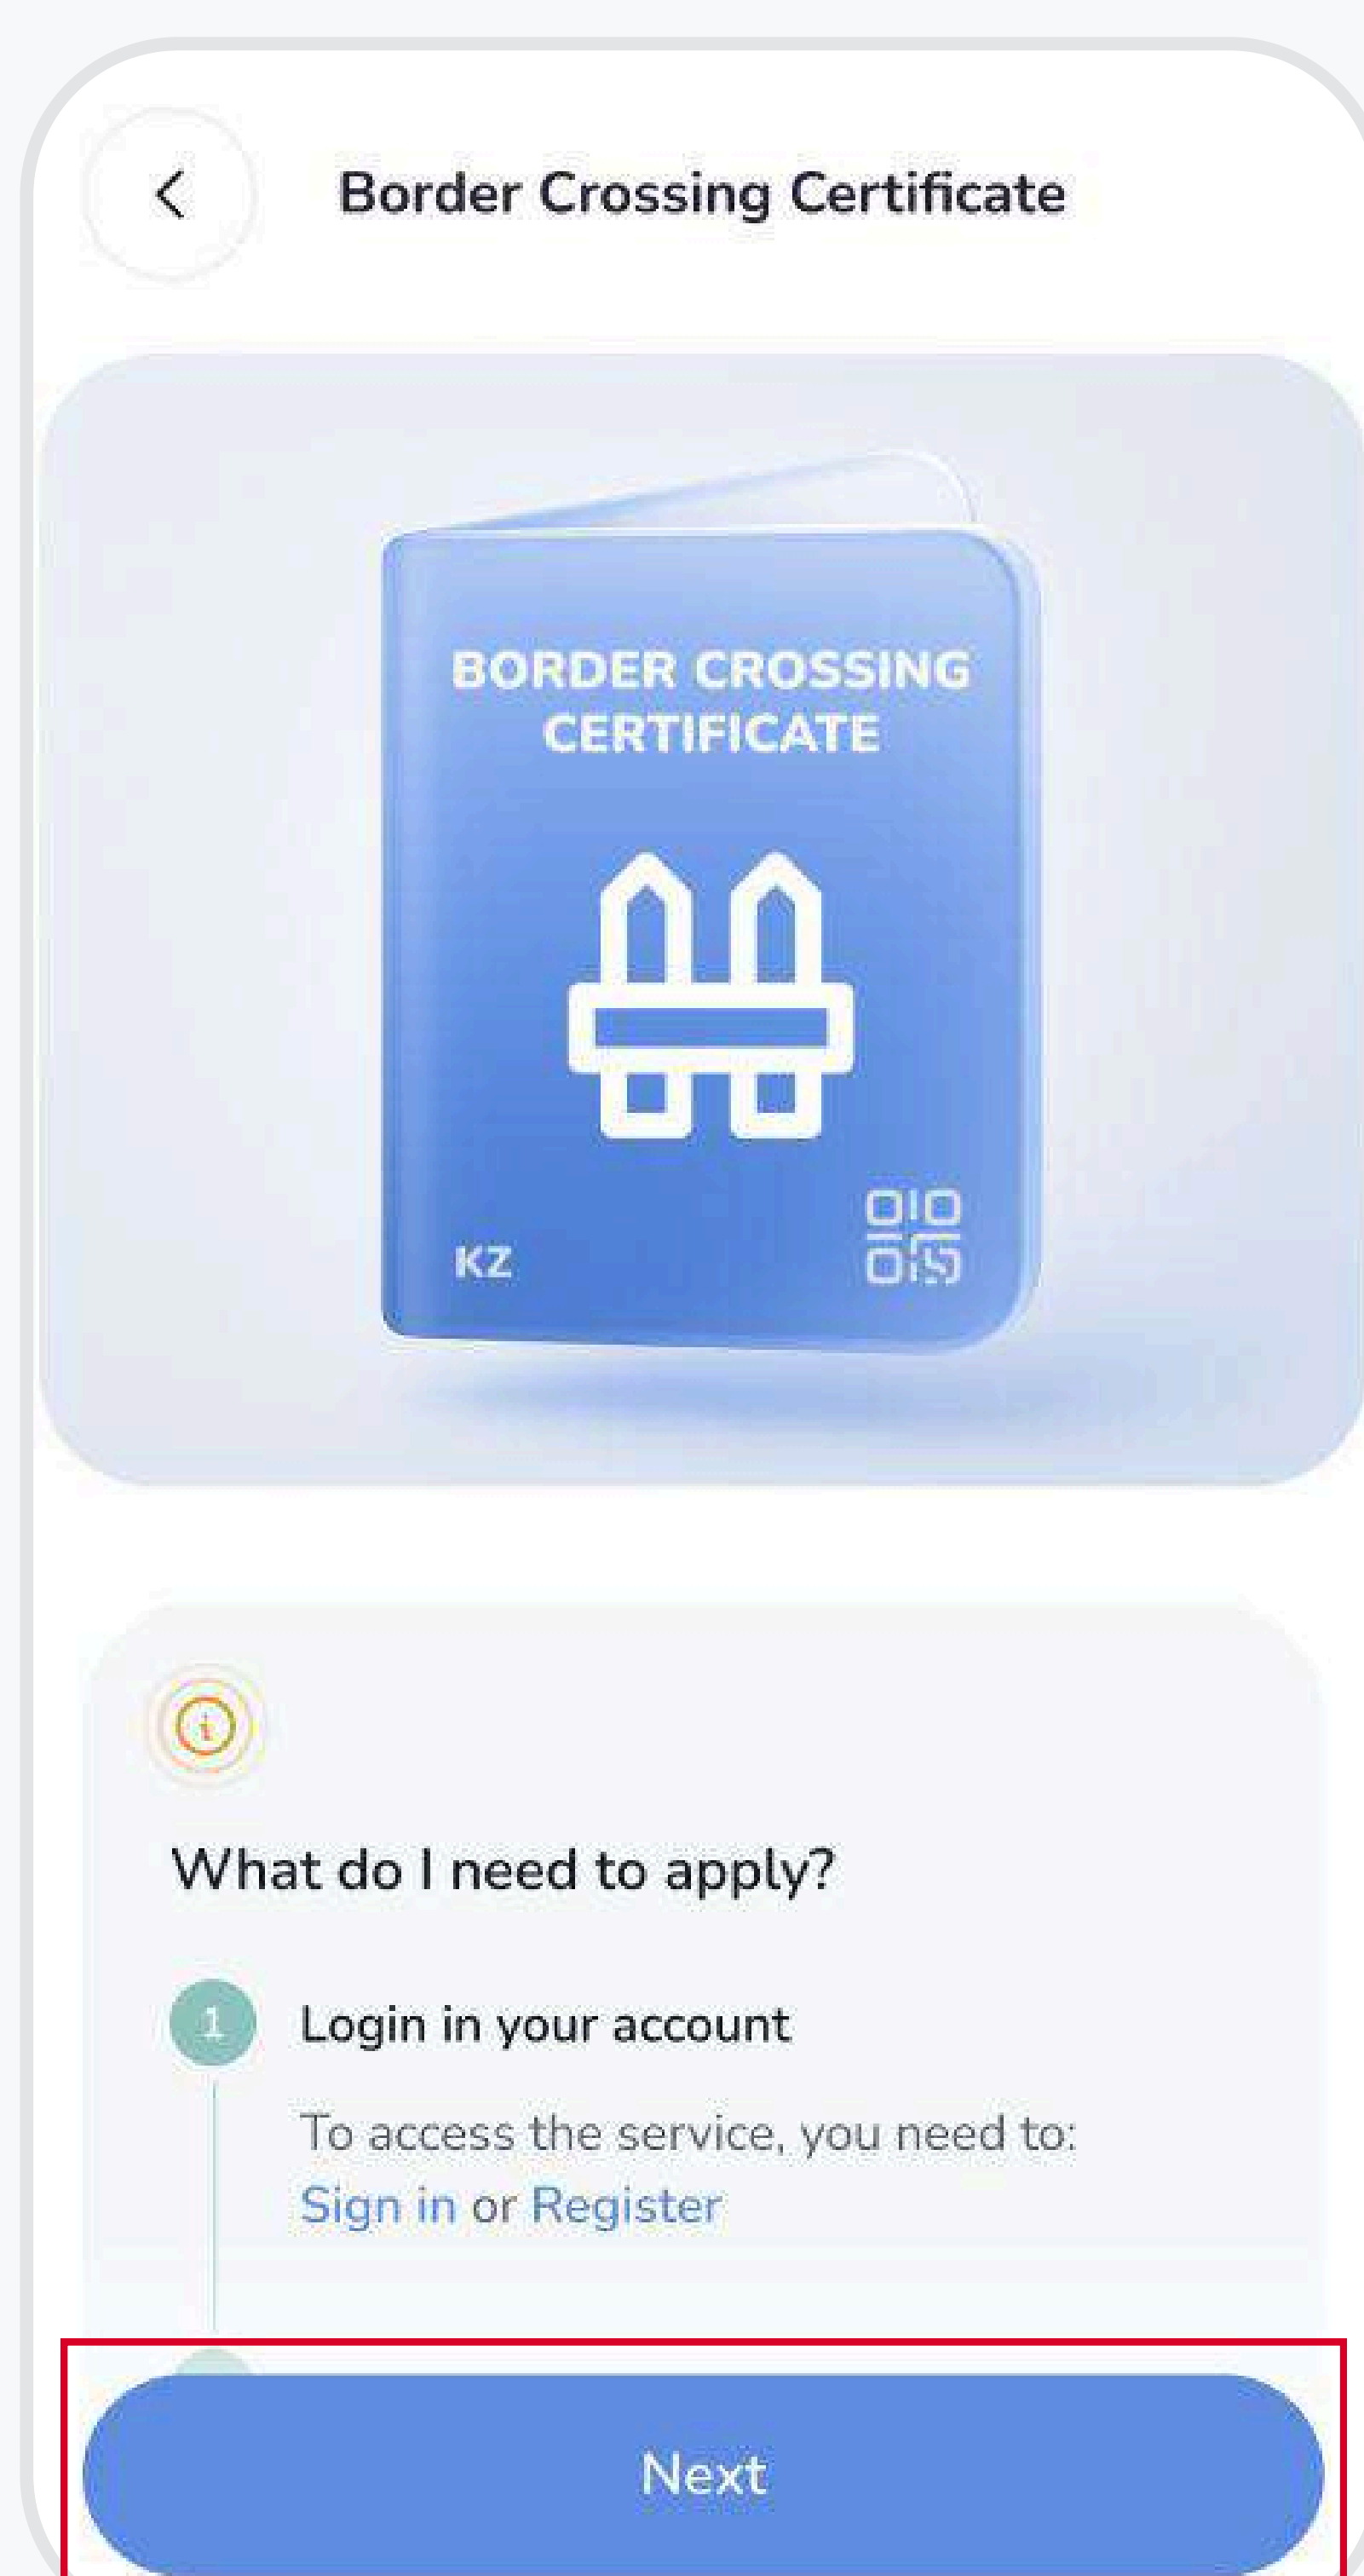 Border Crossing Certificate
BORDER CROSSING
CERTIFICATE
KZ
What do I need to apply?
1
Login in your account
To access the service, you need to:
Sign in or Register
Next